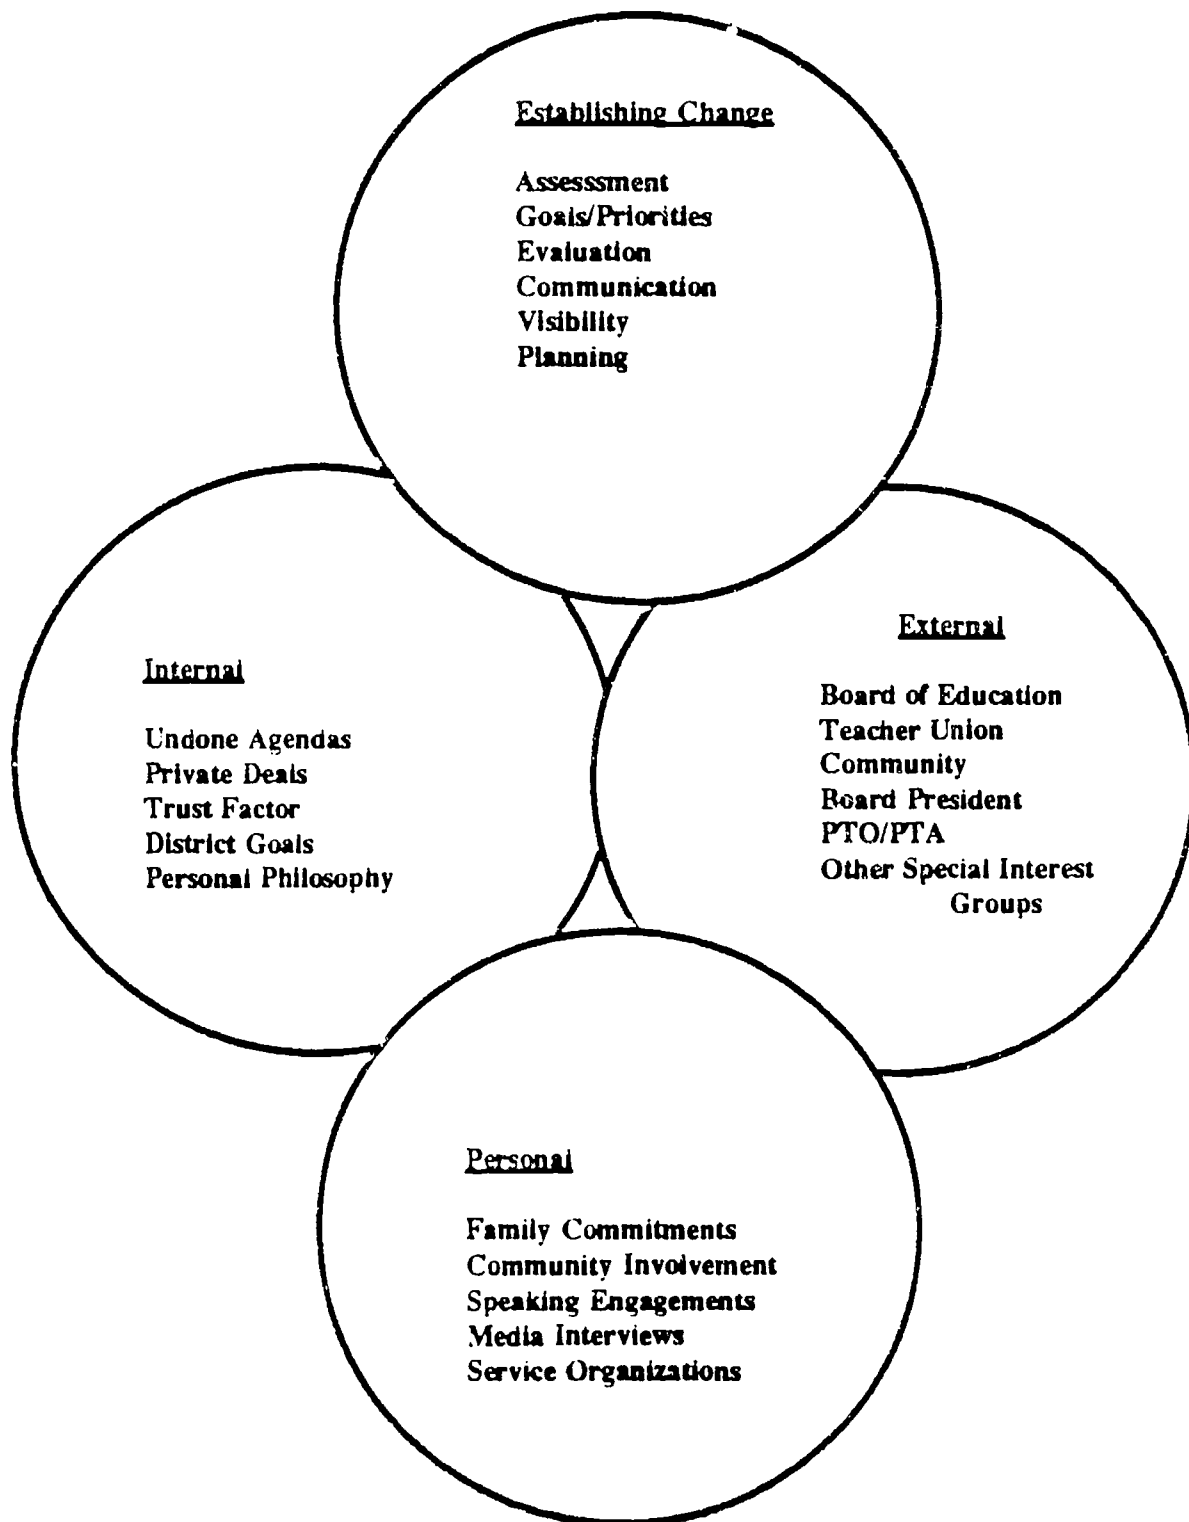 Establishing Change
Assesssment
Goals/Priorities
Evaluation
Communication
Visibility
Planning
Internal
Undone Agendas
Private Deals
Trust Factor
District Goals
Personal Philosophy
External
Board of Education
Teacher Union
Community
Board President
PTO/PTA
Other Special Interest
Groups
Personal
Family Commitments
Community Involvement
Speaking Engagements
Media Interviews
Service Organizations